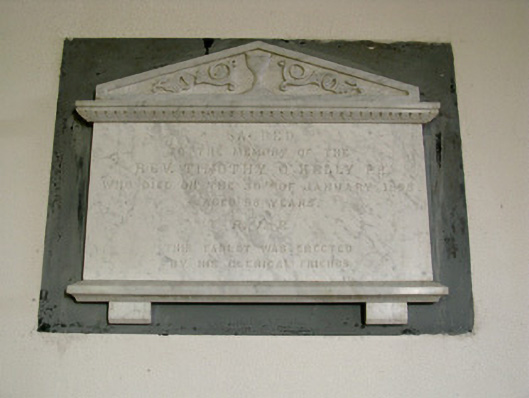 SACRED
TO THE MEMORY OF THE
REV. TIMOTHY O'KELLY P.P.
WHO DIED ON THE 30TH OF JANUARY
AGED YEARS.
R.I.P.
THIS TABLET WAS ERECTED
BY HIS CLERICAL FRIENDS